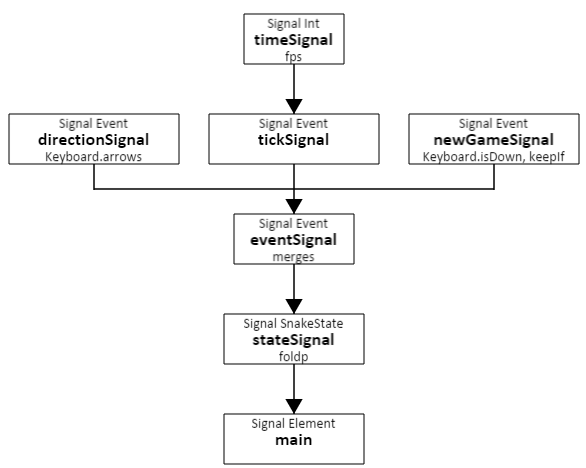 Signal Int
timeSignal
fps
Signal Event
directionSignal
Keyboard.arrows
Signal Event
tickSignal
Signal Event
newGameSignal
Keyboard.isDown, keepIf
Signal Event
eventSignal
merges
Signal SnakeState
stateSignal
foldp
Signal Element
main